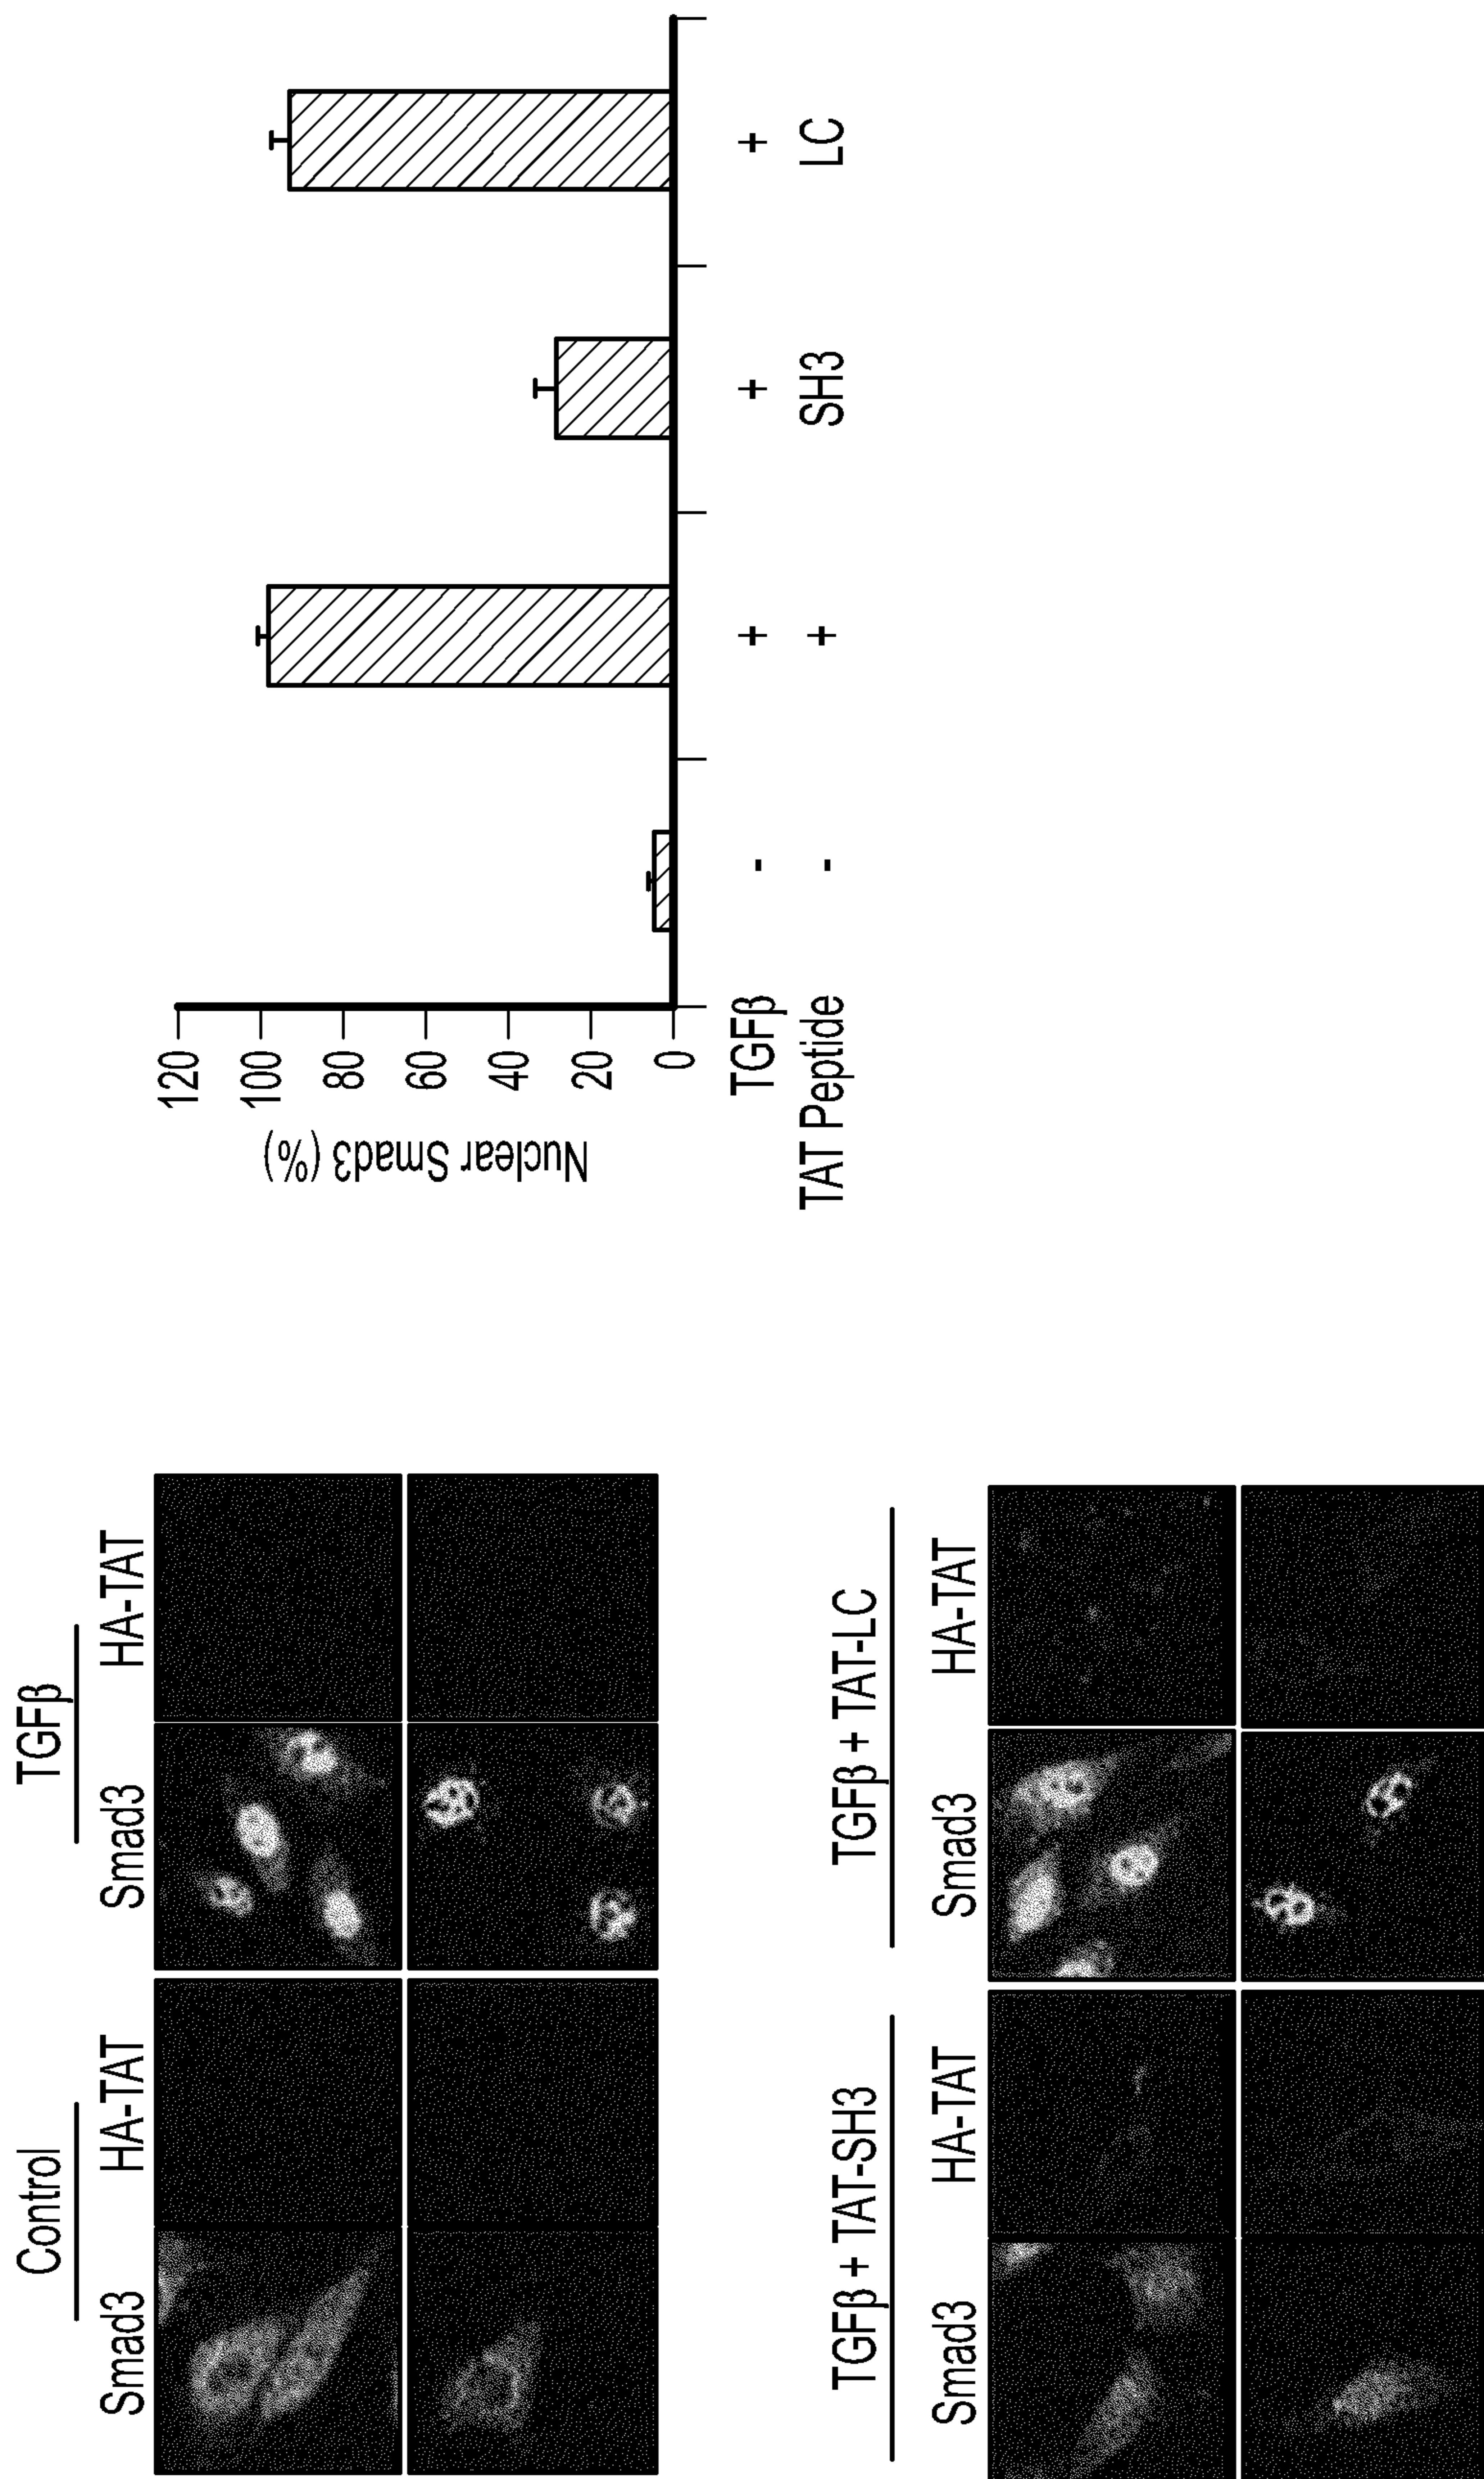 Control TGFβ
Smad3 HA-TAT Smad3 HA-TAT
TGFβ + TAT-SH3 TGFβ + TAT-LC
Smad3 HA-TAT Smad3 HA-TAT
Nuclear Smad3 (%)
120
100
80
60
40
20
0
TGFβ - + + +
TAT Peptide - + SH3 LC